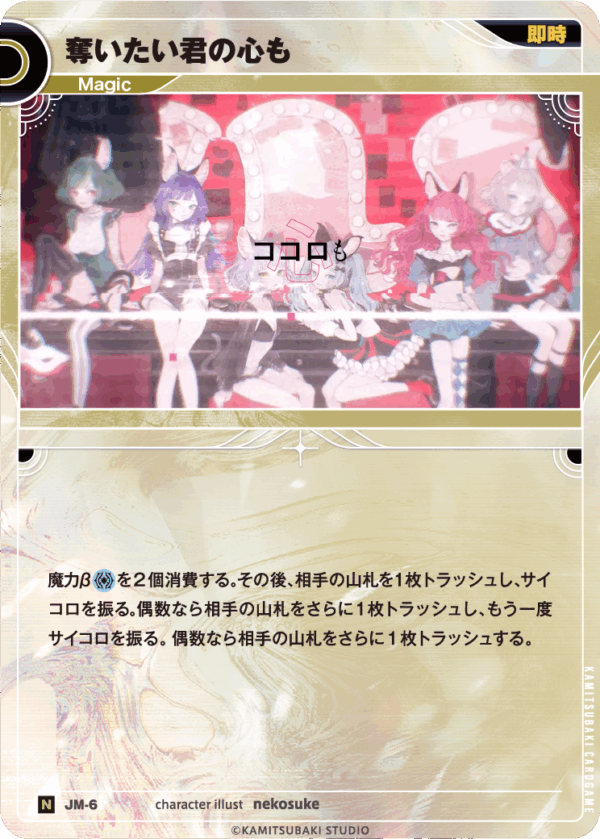 即時
奪いたい君の心も
Magic
ココロも
心
魔力βを2個消費する。その後、相手の山札を1枚トラッシュし、サイ
コロを振る。偶数なら相手の山札をさらに1枚トラッシュし、もう一度
サイコロを振る。偶数なら相手の山札をさらに1枚トラッシュする。
KAMITSUBAKI CARDGAME
N JM-6 character illust nekosuke
©KAMITSUBAKI STUDIO